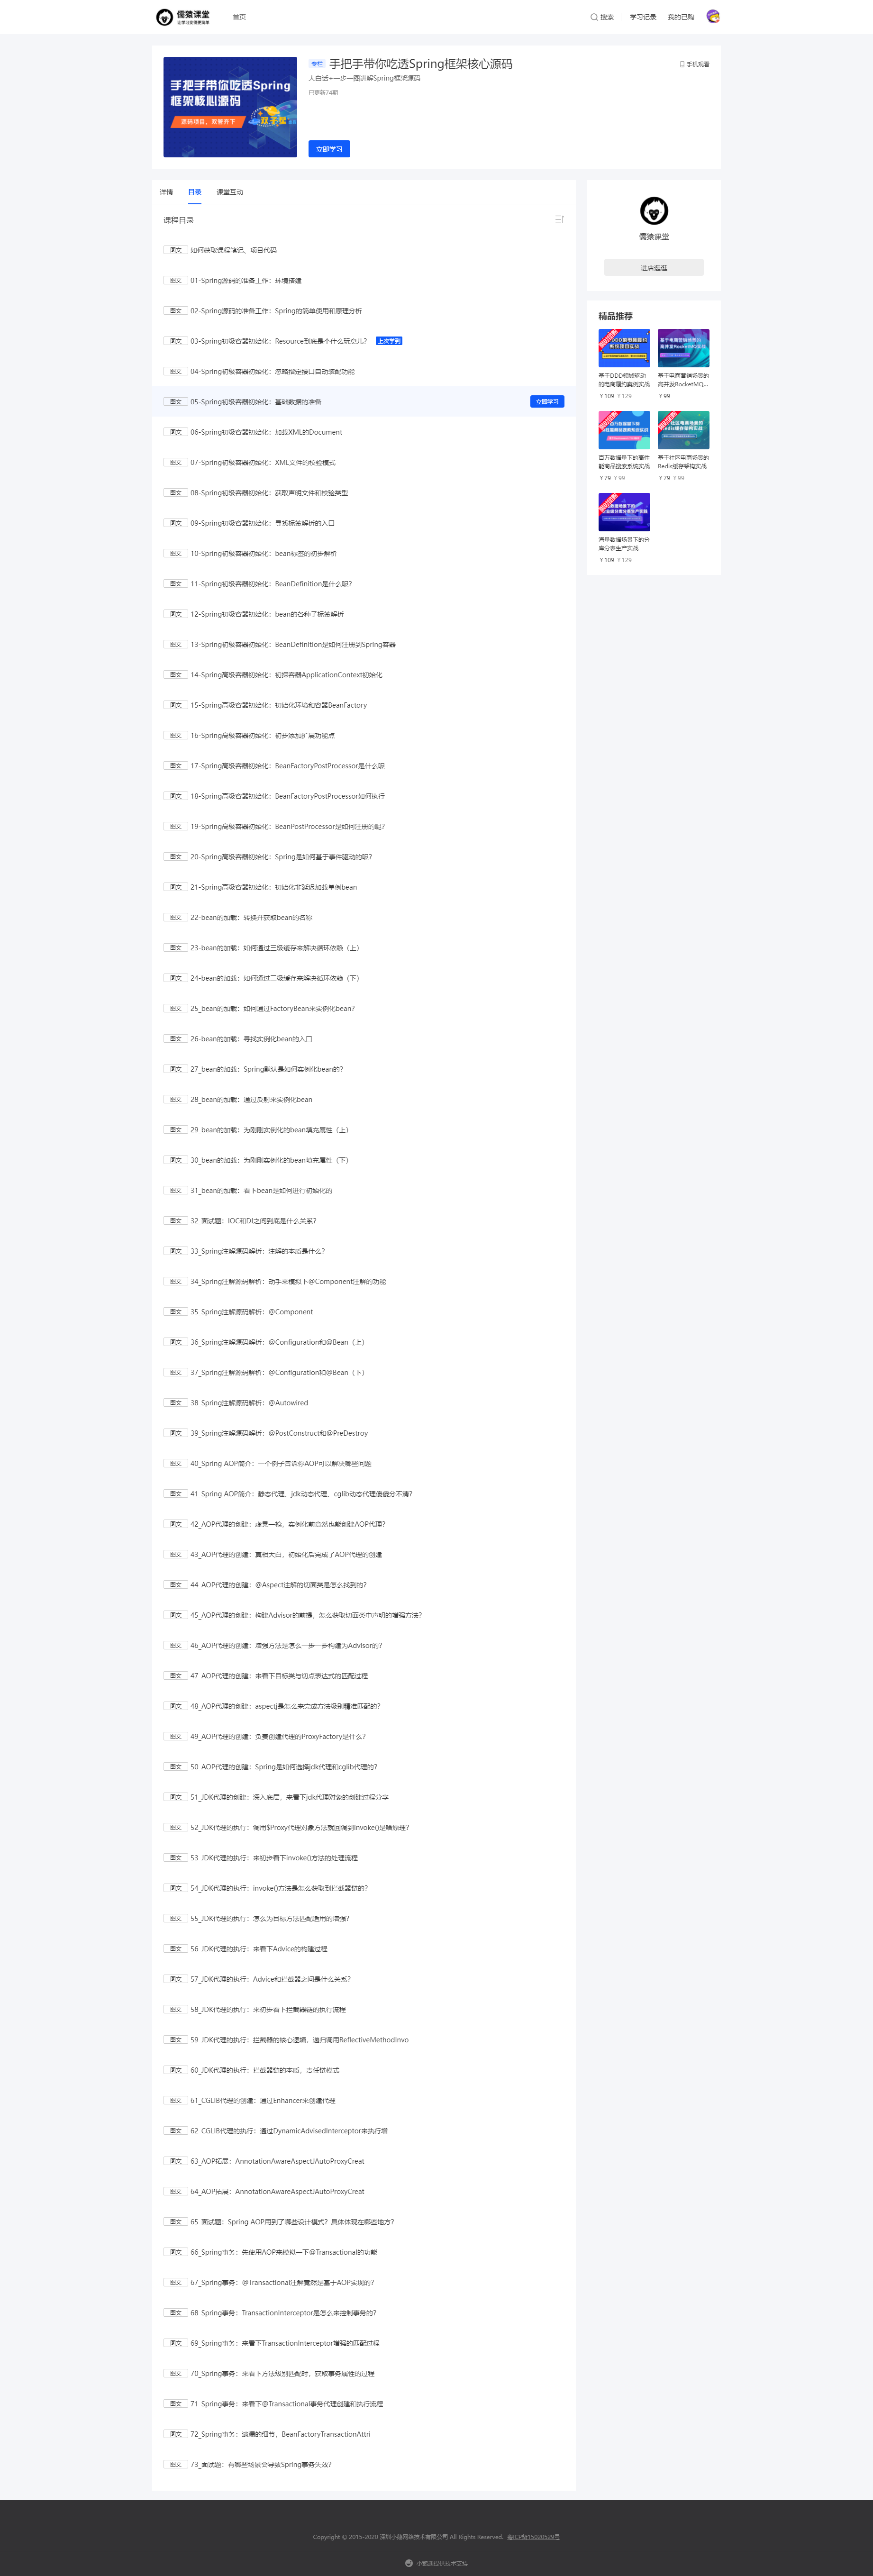 儒猿课堂
让学习变得更简单
首页
搜索
学习记录
我的已购
手把手带你吃透Spring
框架核心源码
源码项目，双管齐下
双子星
专栏
手把手带你吃透Spring框架核心源码
手机观看
大白话+一步一图讲解Spring框架源码
已更新74期
立即学习
详情
目录
课堂互动
课程目录
图文 如何获取课程笔记、项目代码
图文 01-Spring源码的准备工作：环境搭建
图文 02-Spring源码的准备工作：Spring的简单使用和原理分析
图文 03-Spring初级容器初始化：Resource到底是个什么玩意儿？ 上次学到
图文 04-Spring初级容器初始化：忽略指定接口自动装配功能
图文 05-Spring初级容器初始化：基础数据的准备 立即学习
图文 06-Spring初级容器初始化：加载XML的Document
图文 07-Spring初级容器初始化：XML文件的校验模式
图文 08-Spring初级容器初始化：获取声明文件和校验类型
图文 09-Spring初级容器初始化：寻找标签解析的入口
图文 10-Spring初级容器初始化：bean标签的初步解析
图文 11-Spring初级容器初始化：BeanDefinition是什么呢？
图文 12-Spring初级容器初始化：bean的各种子标签解析
图文 13-Spring初级容器初始化：BeanDefinition是如何注册到Spring容器
图文 14-Spring高级容器初始化：初探容器ApplicationContext初始化
图文 15-Spring高级容器初始化：初始化环境和容器BeanFactory
图文 16-Spring高级容器初始化：初步添加扩展功能点
图文 17-Spring高级容器初始化：BeanFactoryPostProcessor是什么呢
图文 18-Spring高级容器初始化：BeanFactoryPostProcessor如何执行
图文 19-Spring高级容器初始化：BeanPostProcessor是如何注册的呢？
图文 20-Spring高级容器初始化：Spring是如何基于事件驱动的呢？
图文 21-Spring高级容器初始化：初始化非延迟加载单例bean
图文 22-bean的加载：转换并获取bean的名称
图文 23-bean的加载：如何通过三级缓存来解决循环依赖（上）
图文 24-bean的加载：如何通过三级缓存来解决循环依赖（下）
图文 25_bean的加载：如何通过FactoryBean来实例化bean？
图文 26-bean的加载：寻找实例化bean的入口
图文 27_bean的加载：Spring默认是如何实例化bean的？
图文 28_bean的加载：通过反射来实例化bean
图文 29_bean的加载：为刚刚实例化的bean填充属性（上）
图文 30_bean的加载：为刚刚实例化的bean填充属性（下）
图文 31_bean的加载：看下bean是如何进行初始化的
图文 32_面试题：IOC和DI之间到底是什么关系？
图文 33_Spring注解源码解析：注解的本质是什么？
图文 34_Spring注解源码解析：动手来模拟下@Component注解的功能
图文 35_Spring注解源码解析：@Component
图文 36_Spring注解源码解析：@Configuration和@Bean（上）
图文 37_Spring注解源码解析：@Configuration和@Bean（下）
图文 38_Spring注解源码解析：@Autowired
图文 39_Spring注解源码解析：@PostConstruct和@PreDestroy
图文 40_Spring AOP简介：一个例子告诉你AOP可以解决哪些问题
图文 41_Spring AOP简介：静态代理、jdk动态代理、cglib动态代理傻傻分不清？
图文 42_AOP代理的创建：虚晃一枪，实例化前竟然也能创建AOP代理？
图文 43_AOP代理的创建：真相大白，初始化后完成了AOP代理的创建
图文 44_AOP代理的创建：@Aspect注解的切面类是怎么找到的？
图文 45_AOP代理的创建：构建Advisor的前提，怎么获取切面类中声明的增强方法？
图文 46_AOP代理的创建：增强方法是怎么一步一步构建为Advisor的？
图文 47_AOP代理的创建：来看下目标类与切点表达式的匹配过程
图文 48_AOP代理的创建：aspectj是怎么来完成方法级别精准匹配的？
图文 49_AOP代理的创建：负责创建代理的ProxyFactory是什么？
图文 50_AOP代理的创建：Spring是如何选择jdk代理和cglib代理的？
图文 51_JDK代理的创建：深入底层，来看下jdk代理对象的创建过程分享
图文 52_JDK代理的执行：调用$Proxy代理对象方法就回调到invoke()是啥原理？
图文 53_JDK代理的执行：来初步看下invoke()方法的处理流程
图文 54_JDK代理的执行：invoke()方法是怎么获取到拦截器链的？
图文 55_JDK代理的执行：怎么为目标方法匹配适用的增强？
图文 56_JDK代理的执行：来看下Advice的构建过程
图文 57_JDK代理的执行：Advice和拦截器之间是什么关系？
图文 58_JDK代理的执行：来初步看下拦截器链的执行流程
图文 59_JDK代理的执行：拦截器的核心逻辑，递归调用ReflectiveMethodInvo
图文 60_JDK代理的执行：拦截器链的本质，责任链模式
图文 61_CGLIB代理的创建：通过Enhancer来创建代理
图文 62_CGLIB代理的执行：通过DynamicAdvisedInterceptor来执行增
图文 63_AOP拓展：AnnotationAwareAspectJAutoProxyCreat
图文 64_AOP拓展：AnnotationAwareAspectJAutoProxyCreat
图文 65_面试题：Spring AOP用到了哪些设计模式？具体体现在哪些地方？
图文 66_Spring事务：先使用AOP来模拟一下@Transactional的功能
图文 67_Spring事务：@Transactional注解竟然是基于AOP实现的？
图文 68_Spring事务：TransactionInterceptor是怎么来控制事务的？
图文 69_Spring事务：来看下TransactionInterceptor增强的匹配过程
图文 70_Spring事务：来看下方法级别匹配时，获取事务属性的过程
图文 71_Spring事务：来看下@Transactional事务代理创建和执行流程
图文 72_Spring事务：遗漏的细节，BeanFactoryTransactionAttri
图文 73_面试题：有哪些场景会导致Spring事务失效？
儒猿课堂
进店逛逛
精品推荐
基于DDD领域驱动
的电商履约案例实战
￥109 ￥129
基于电商营销场景的
高并发RocketMQ...
￥99
百万数据量下的高性
能商品搜索系统实战
￥79 ￥99
基于社区电商场景的
Redis缓存架构实战
￥79 ￥99
海量数据场景下的分
库分表生产实战
￥109 ￥129
Copyright © 2015-2020 深圳小鹅网络技术有限公司 All Rights Reserved. 粤ICP备15020529号
小鹅通提供技术支持